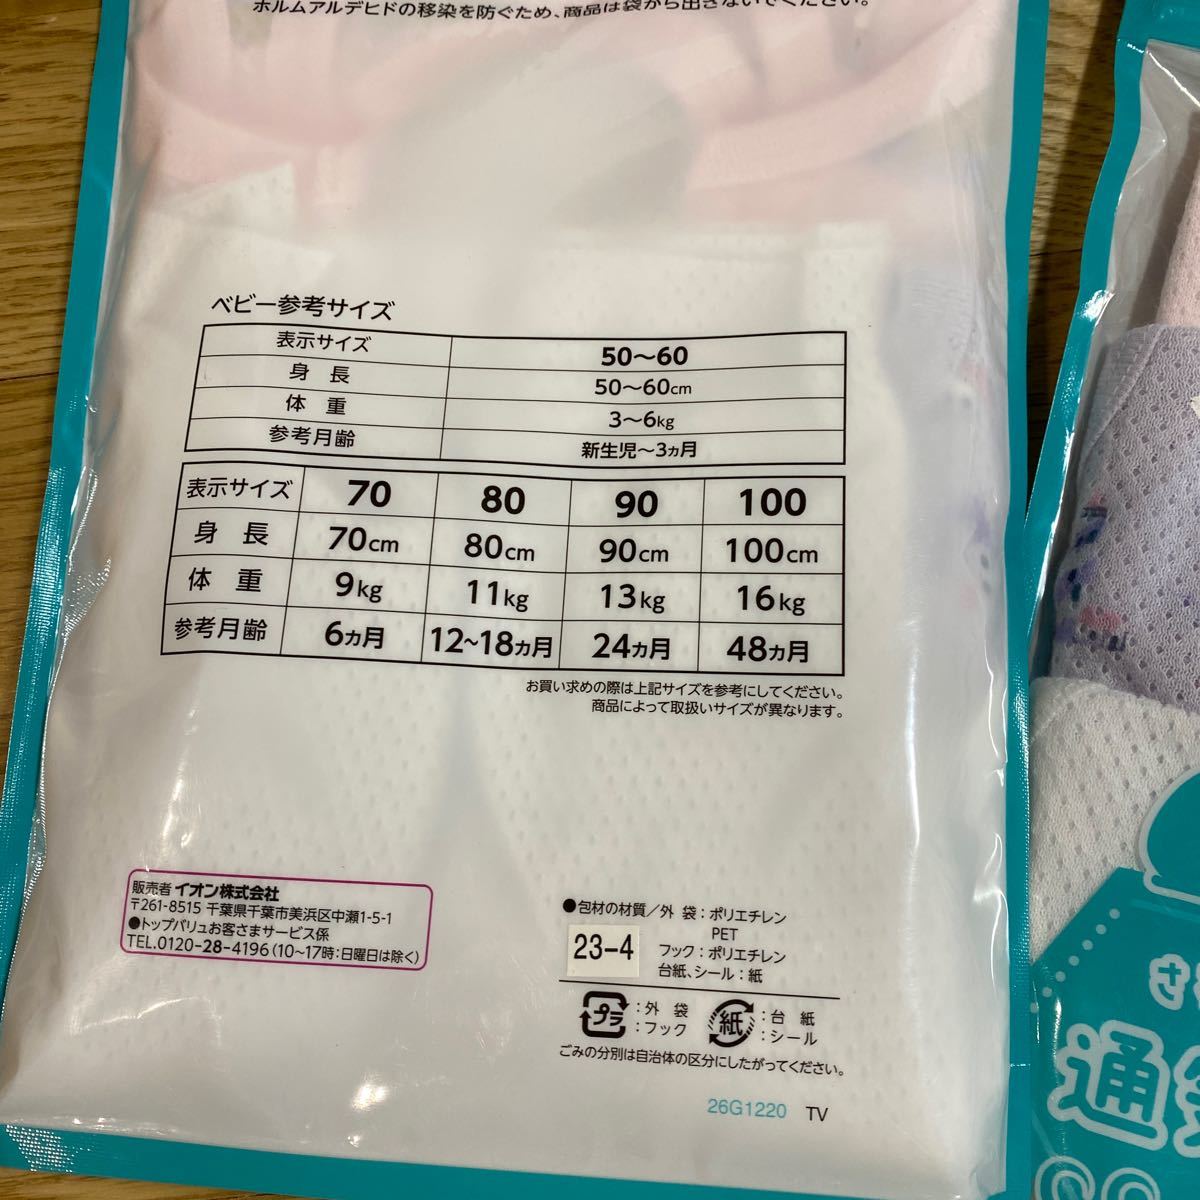 ホルムアルデヒドの移染を防ぐため、商品は袋から出さないでください。
ベビー参考サイズ
表示サイズ 50〜60
身長 50〜60cm
体重 3〜6kg
参考月齢 新生児〜3ヵ月
表示サイズ 70 80 90 100
身長 70cm 80cm 90cm 100cm
体重 9kg 11kg 13kg 16kg
参考月齢 6ヵ月 12〜18ヵ月 24ヵ月 48ヵ月
お買い求めの際は上記サイズを参考にしてください。
商品によって取扱いサイズが異なります。
販売者 イオン株式会社
〒261-8515 千葉県千葉市美浜区中瀬1-5-1
●トップバリュお客さまサービス係
TEL.0120-28-4196(10〜17時:日曜日は除く)
●包材の材質/外 袋:ポリエチレン
PET
フック:ポリエチレン
台紙、シール:紙
23-4
プラ :外 袋
:フック
紙 :台 紙
:シール
ごみの分別は自治体の区分にしたがってください。
26G1220 TV
さ
通